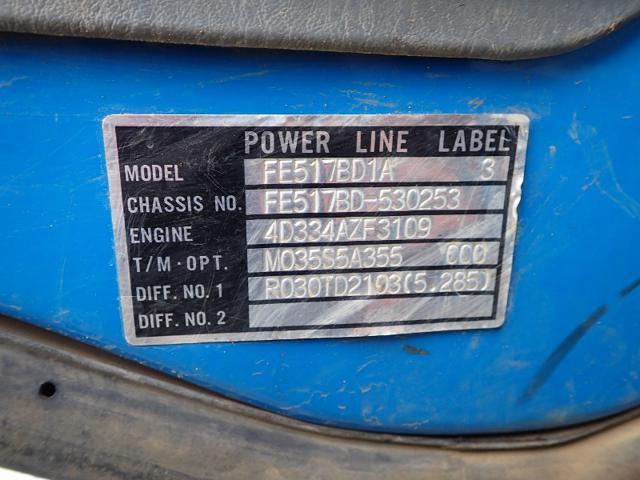 POWER LINE LABEL
MODEL FE517BD1A 3
CHASSIS NO. FE517BD-530253
ENGINE 4D334AZF3109
T/M·OPT. M035S5A355 000
DIFF. NO. 1 R030TD2193(5.285)
DIFF. NO. 2